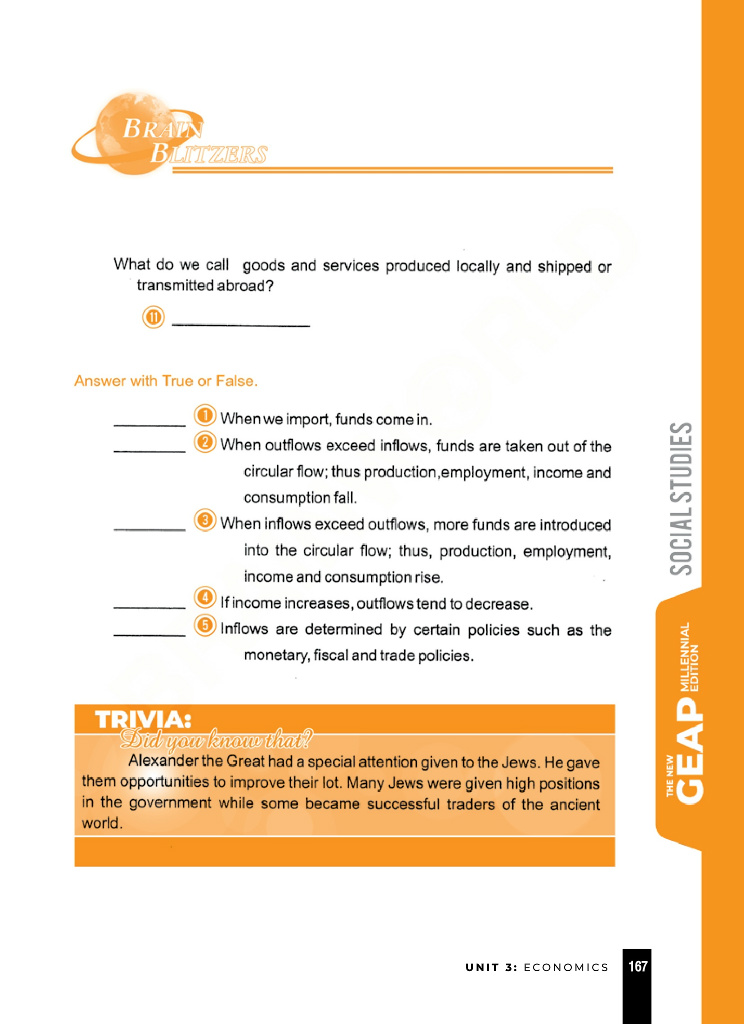 BRAIN
BLITZERS
What do we call goods and services produced locally and shipped or
transmitted abroad?
11 _______________
Answer with True or False.
________ 1 When we import, funds come in.
________ 2 When outflows exceed inflows, funds are taken out of the
circular flow; thus production,employment, income and
consumption fall.
________ 3 When inflows exceed outflows, more funds are introduced
into the circular flow; thus, production, employment,
income and consumption rise.
________ 4 If income increases, outflows tend to decrease.
________ 5 Inflows are determined by certain policies such as the
monetary, fiscal and trade policies.
TRIVIA:
Did you know that?
Alexander the Great had a special attention given to the Jews. He gave
them opportunities to improve their lot. Many Jews were given high positions
in the government while some became successful traders of the ancient
world.
SOCIAL STUDIES
THE NEW
GEAP
MILLENNIAL
EDITION
UNIT 3: ECONOMICS 167